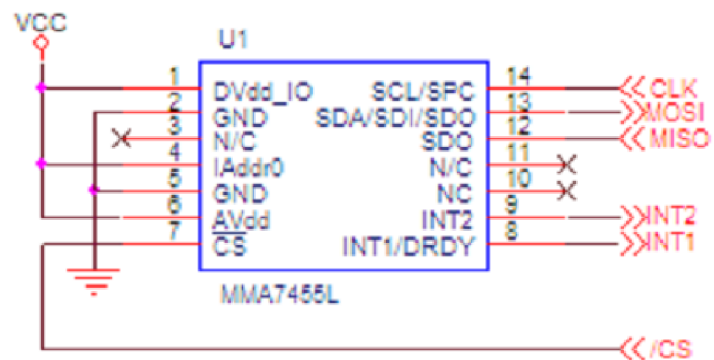 VCC
U1
1 DVdd_IO SCL/SPC 14 CLK
2 GND SDA/SDI/SDO 13 MOSI
3 N/C SDO 12 MISO
4 IAddr0 N/C 11
5 GND NC 10
6 AVdd INT2 9 INT2
7 CS INT1/DRDY 8 INT1
MMA7455L
/CS